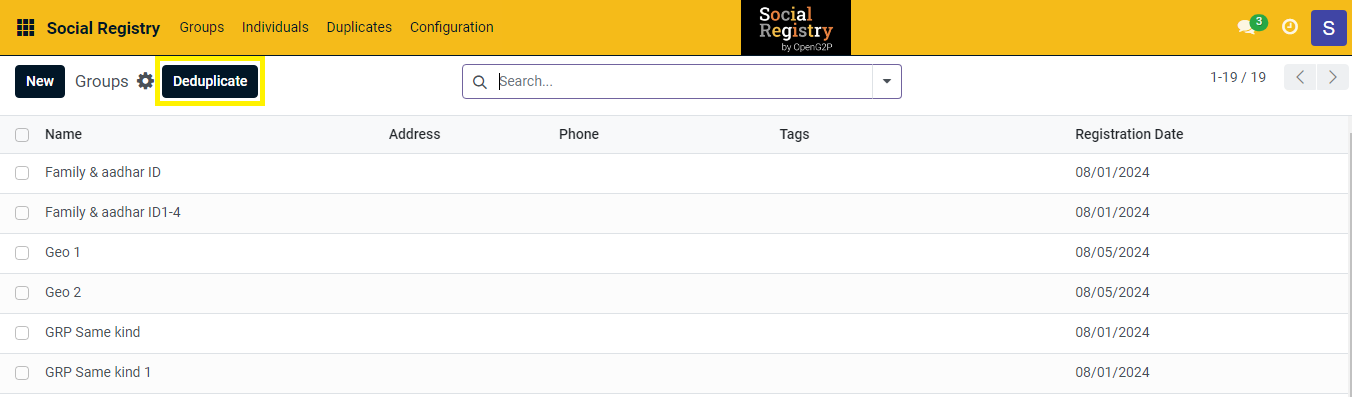 Social Registry Groups Individuals Duplicates Configuration
Social
Registry
by OpenG2P
3
S
New Groups Deduplicate Search... 1-19 / 19
Name Address Phone Tags Registration Date
Family & aadhar ID 08/01/2024
Family & aadhar ID1-4 08/01/2024
Geo 1 08/05/2024
Geo 2 08/05/2024
GRP Same kind 08/01/2024
GRP Same kind 1 08/01/2024